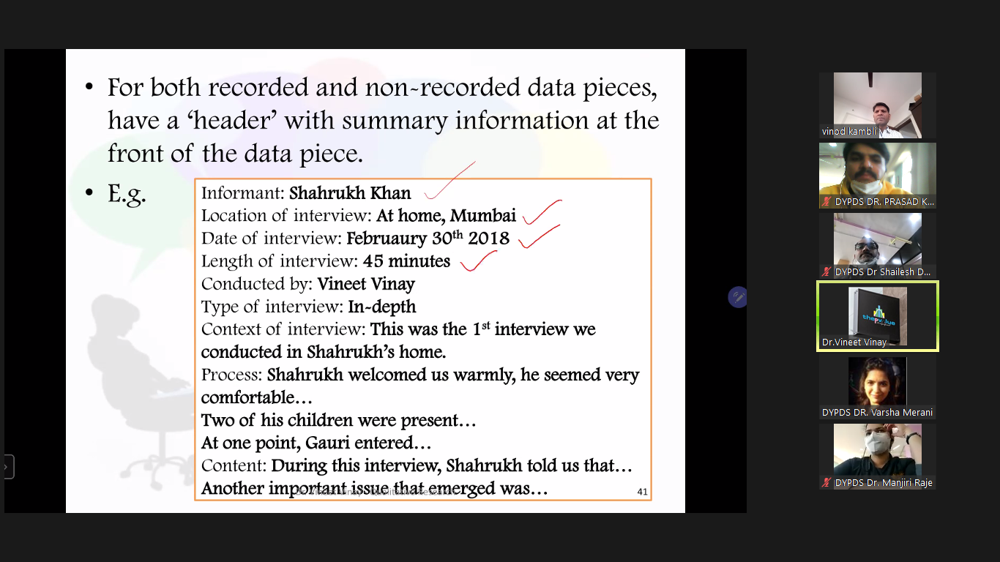 • For both recorded and non-recorded data pieces,
have a ‘header’ with summary information at the
front of the data piece.
• E.g.
Informant: Shahrukh Khan
Location of interview: At home, Mumbai
Date of interview: Februaury 30th 2018
Length of interview: 45 minutes
Conducted by: Vineet Vinay
Type of interview: In-depth
Context of interview: This was the 1st interview we
conducted in Shahrukh’s home.
Process: Shahrukh welcomed us warmly, he seemed very
comfortable…
Two of his children were present…
At one point, Gauri entered…
Content: During this interview, Shahrukh told us that…
Another important issue that emerged was…
Dr. Vineet Vinay - Qualitative Research
41
vinod kambli
DYPDS DR. PRASAD K...
DYPDS Dr Shailesh D...
thepvalue
Dr.Vineet Vinay
DYPDS DR. Varsha Merani
DYPDS Dr. Manjiri Raje